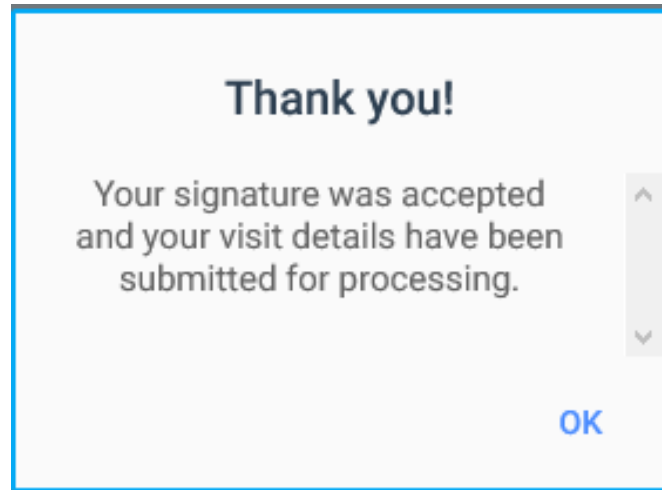 Thank you!
Your signature was accepted
and your visit details have been
submitted for processing.
OK